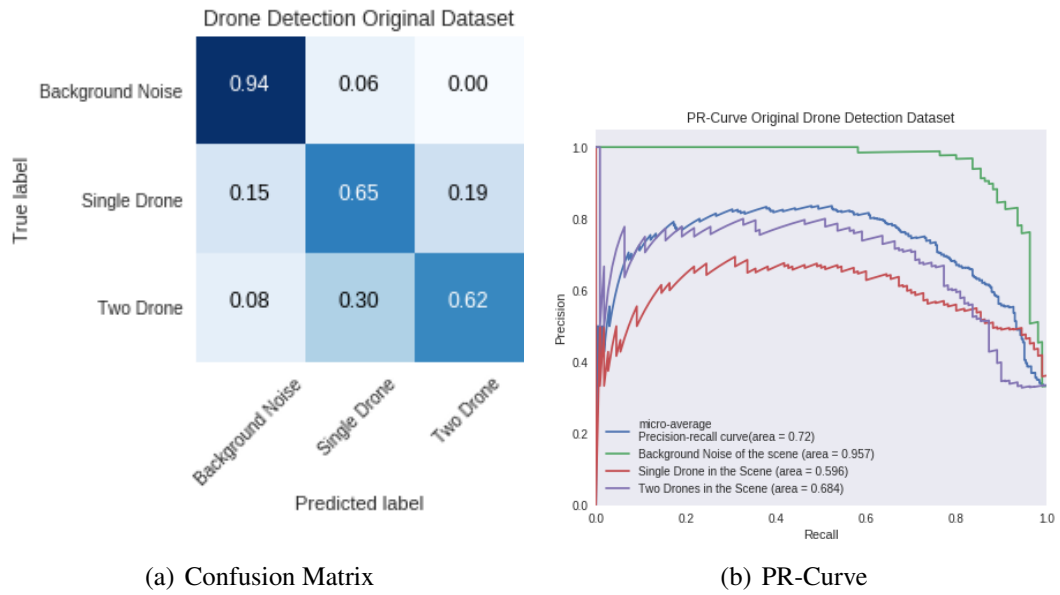 Drone Detection Original Dataset
True label
Background Noise
0.94 0.06 0.00
Single Drone
0.15 0.65 0.19
Two Drone
0.08 0.30 0.62
Background Noise
Single Drone
Two Drone
Predicted label
(a) Confusion Matrix
PR-Curve Original Drone Detection Dataset
Precision
1.0
0.8
0.6
0.4
0.2
0.0
micro-average
Precision-recall curve(area = 0.72)
Background Noise of the scene (area = 0.957)
Single Drone in the Scene (area = 0.596)
Two Drones in the Scene (area = 0.684)
0.0 0.2 0.4 0.6 0.8 1.0
Recall
(b) PR-Curve